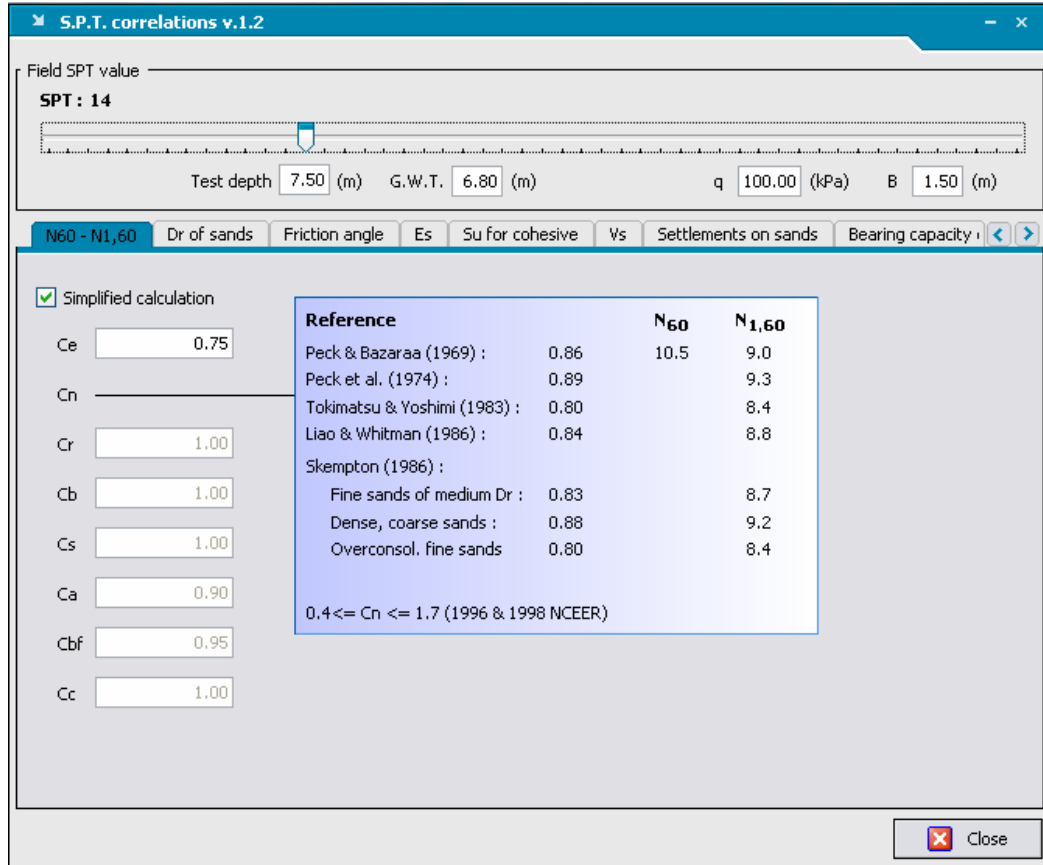 S.P.T. correlations v.1.2
Field SPT value
SPT : 14
Test depth 7.50 (m) G.W.T. 6.80 (m) q 100.00 (kPa) B 1.50 (m)
N60 - N1,60 Dr of sands Friction angle Es Su for cohesive Vs Settlements on sands Bearing capacity
Simplified calculation
Reference N60 N1,60
Ce 0.75
Peck & Bazaraa (1969) : 0.86 10.5 9.0
Peck et al. (1974) : 0.89 9.3
Cn
Tokimatsu & Yoshimi (1983) : 0.80 8.4
Liao & Whitman (1986) : 0.84 8.8
Cr 1.00
Skempton (1986) :
Cb 1.00
Fine sands of medium Dr : 0.83 8.7
Dense, coarse sands : 0.88 9.2
Cs 1.00
Overconsol. fine sands 0.80 8.4
Ca 0.90
0.4<= Cn <= 1.7 (1996 & 1998 NCEER)
Cbf 0.95
Cc 1.00
Close